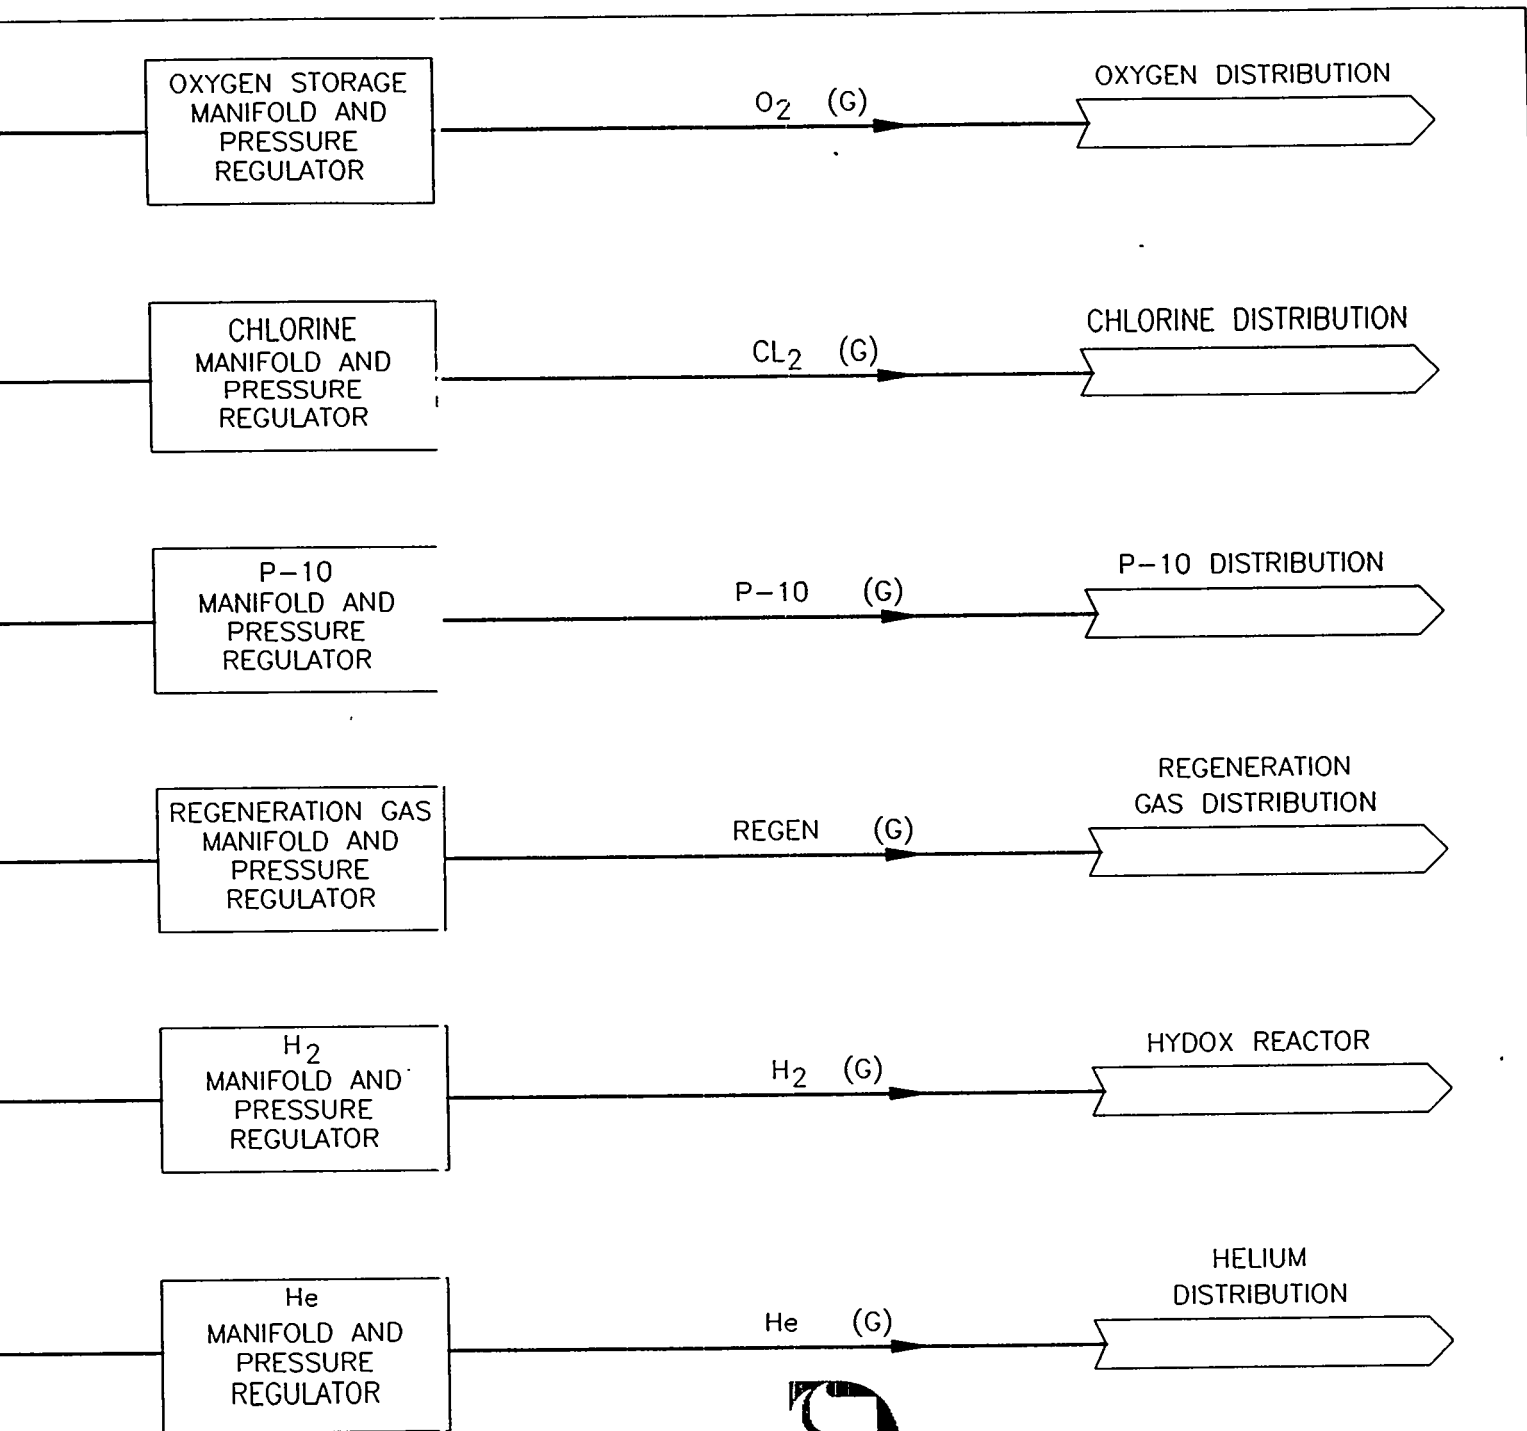 OXYGEN STORAGE
MANIFOLD AND
PRESSURE
REGULATOR
O2 (G)
OXYGEN DISTRIBUTION
CHLORINE
MANIFOLD AND
PRESSURE
REGULATOR
CL2 (G)
CHLORINE DISTRIBUTION
P-10
MANIFOLD AND
PRESSURE
REGULATOR
P-10 (G)
P-10 DISTRIBUTION
REGENERATION GAS
MANIFOLD AND
PRESSURE
REGULATOR
REGEN (G)
REGENERATION
GAS DISTRIBUTION
H2
MANIFOLD AND
PRESSURE
REGULATOR
H2 (G)
HYDOX REACTOR
He
MANIFOLD AND
PRESSURE
REGULATOR
He (G)
HELIUM
DISTRIBUTION